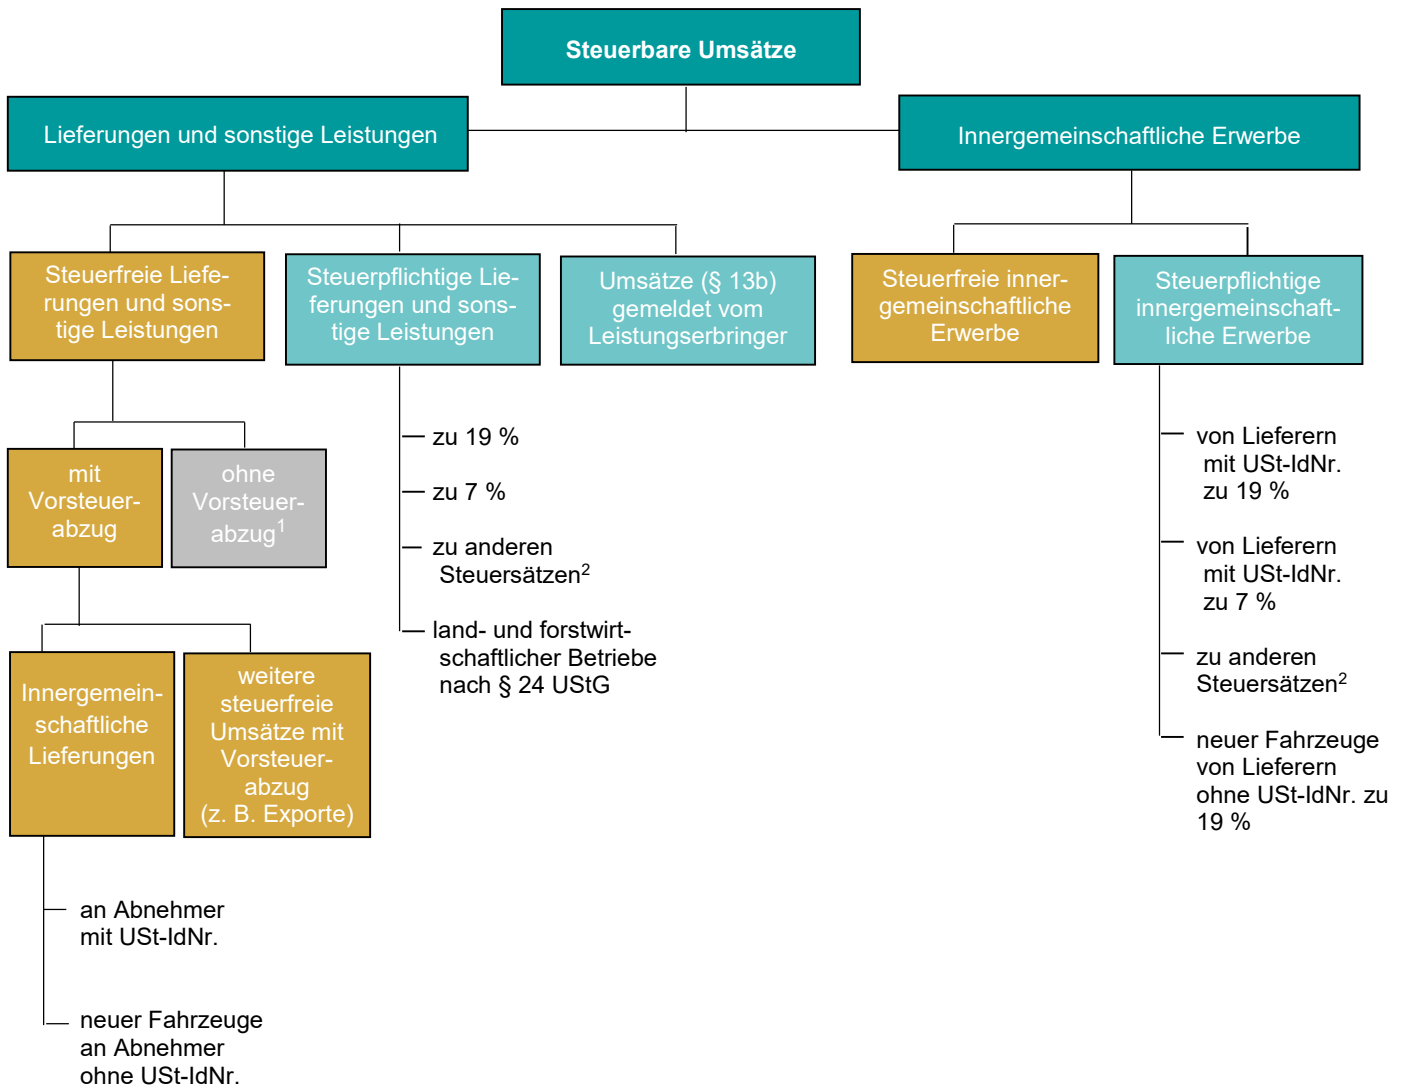 Steuerbare Umsätze
Lieferungen und sonstige Leistungen
Innergemeinschaftliche Erwerbe
Steuerfreie Liefe-
rungen und sons-
tige Leistungen
Steuerpflichtige Lie-
ferungen und sons-
tige Leistungen
Umsätze (§ 13b)
gemeldet vom
Leistungserbringer
Steuerfreie inner-
gemeinschaftliche
Erwerbe
Steuerpflichtige
innergemeinschaft-
liche Erwerbe
mit
Vorsteuer-
abzug
ohne
Vorsteuer-
abzug1
zu 19 %
zu 7 %
zu anderen
Steuersätzen2
land- und forstwirt-
schaftlicher Betriebe
nach § 24 UStG
von Lieferern
mit USt-IdNr.
zu 19 %
von Lieferern
mit USt-IdNr.
zu 7 %
zu anderen
Steuersätzen2
neuer Fahrzeuge
von Lieferern
ohne USt-IdNr. zu
19 %
Innergemein-
schaftliche
Lieferungen
weitere
steuerfreie
Umsätze mit
Vorsteuer-
abzug
(z. B. Exporte)
an Abnehmer
mit USt-IdNr.
neuer Fahrzeuge
an Abnehmer
ohne USt-IdNr.